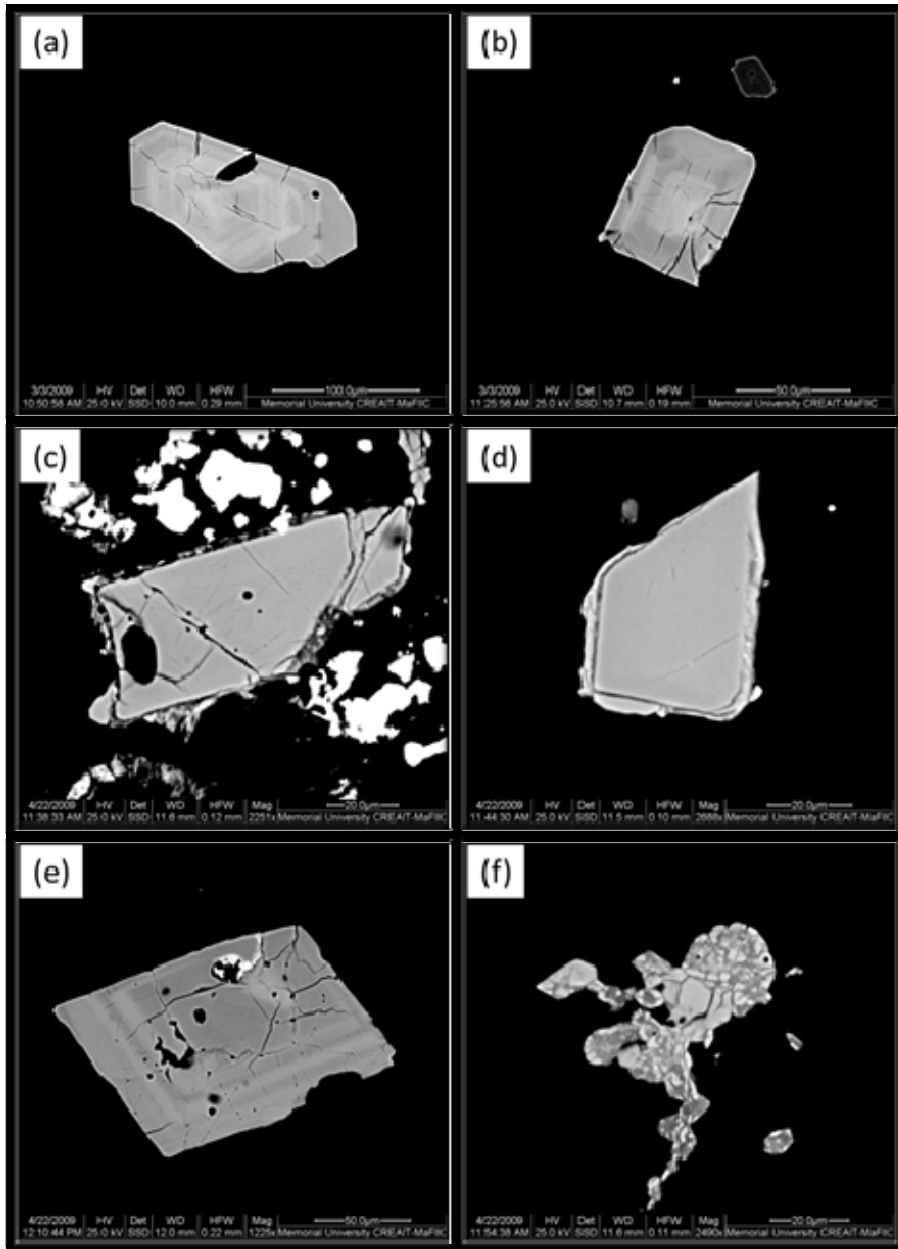 (a)
3/3/2009 HV Det WD HFW 100.0µm
10:50:58 AM 25.0 kV SSD 10.0 mm 0.29 mm Memorial University CREAIT-MaFIIC
(b)
3/3/2009 HV Det WD HFW 50.0µm
11:25:56 AM 25.0 kV SSD 10.7 mm 0.19 mm Memorial University CREAIT-MaFIIC
(c)
4/22/2009 HV Det WD HFW Mag 20.0µm
11:38:33 AM 25.0 kV SSD 11.6 mm 0.12 mm 2251x Memorial University CREAIT-MaFIIC
(d)
4/22/2009 HV Det WD HFW Mag 20.0µm
11:44:30 AM 25.0 kV SSD 11.5 mm 0.10 mm 2688x Memorial University CREAIT-MaFIIC
(e)
4/22/2009 HV Det WD HFW Mag 50.0µm
12:10:44 PM 25.0 kV SSD 12.0 mm 0.22 mm 1225x Memorial University CREAIT-MaFIIC
(f)
4/22/2009 HV Det WD HFW Mag 20.0µm
11:54:38 AM 25.0 kV SSD 11.6 mm 0.11 mm 2490x Memorial University CREAIT-MaFIIC